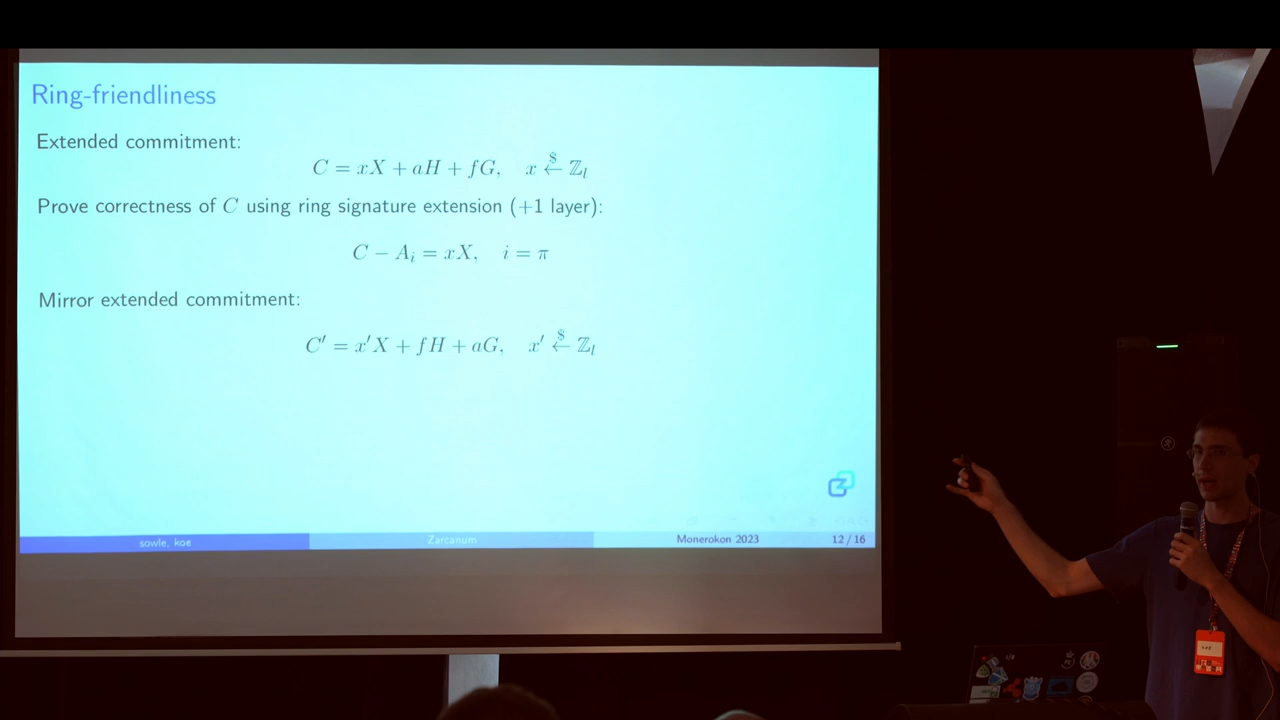 Ring-friendliness
Extended commitment:
C = xX + aH + fG, x $← ℤ_l
Prove correctness of C using ring signature extension (+1 layer):
C − A_i = xX, i = π
Mirror extended commitment:
C′ = x′X + fH + aG, x′ $← ℤ_l
sowle, koe Zarcanum Monerokon 2023 12 / 16